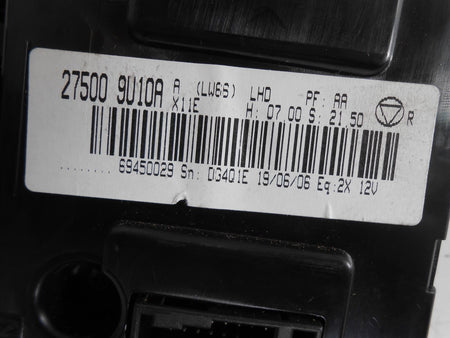 27500 9U10A A (LW6S) LHD PF: AA
X11E H: 07.00 S: 21.50 R
........ 69450029 Sn: DG4Q1E 19/06/06 Eq:2X 12V